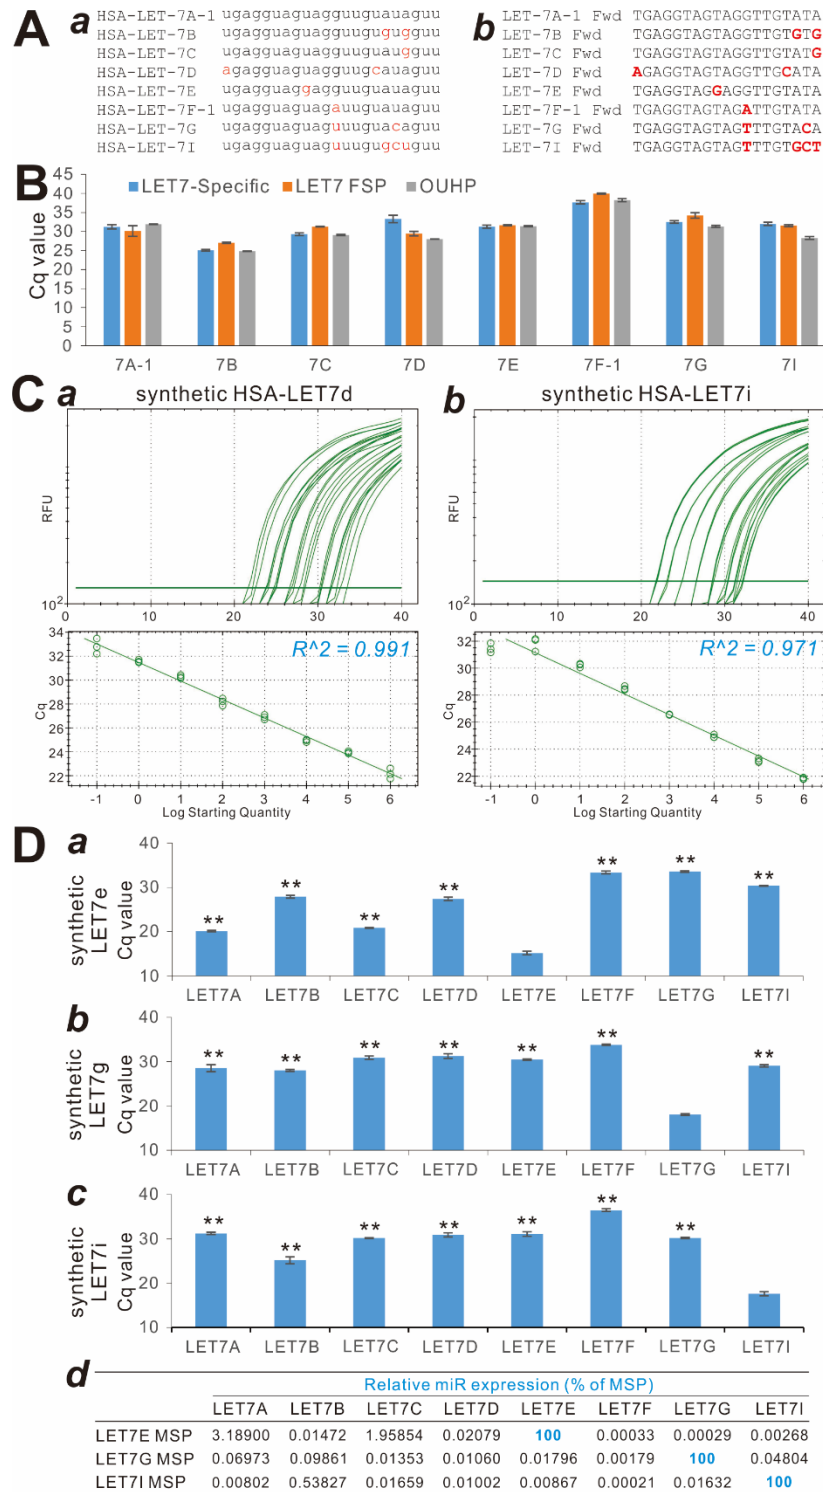 A
a
HSA-LET-7A-1 ugagguaguagguuguauaguu
HSA-LET-7B ugagguaguagguugugugguu
HSA-LET-7C ugagguaguagguuguaugguu
HSA-LET-7D agagguaguagguugcauaguu
HSA-LET-7E ugagguaggagguuguauaguu
HSA-LET-7F-1 ugagguaguagauuguauaguu
HSA-LET-7G ugagguaguaguuuguacaguu
HSA-LET-7I ugagguaguaguuugugcuguu
b
LET-7A-1 Fwd TGAGGTAGTAGGTTGTATA
LET-7B Fwd TGAGGTAGTAGGTTGTGTG
LET-7C Fwd TGAGGTAGTAGGTTGTATG
LET-7D Fwd AGAGGTAGTAGGTTGCATA
LET-7E Fwd TGAGGTAGGAGGTTGTATA
LET-7F-1 Fwd TGAGGTAGTAGATTGTATA
LET-7G Fwd TGAGGTAGTAGTTTGTACA
LET-7I Fwd TGAGGTAGTAGTTTGTGCT
B
LET7-Specific LET7 FSP OUHP
Cq value
45
40
35
30
25
20
15
10
5
0
7A-1 7B 7C 7D 7E 7F-1 7G 7I
C
a
synthetic HSA-LET7d
0 10 20 30 40
RFU
10²
0 10 20 30 40
R^2 = 0.991
Cq
34
32
30
28
26
24
22
-1 0 1 2 3 4 5 6
Log Starting Quantity
b
synthetic HSA-LET7i
0 10 20 30 40
RFU
10²
0 10 20 30 40
R^2 = 0.971
Cq
32
30
28
26
24
22
-1 0 1 2 3 4 5 6
Log Starting Quantity
D
a
synthetic
LET7e
Cq value
40
30
20
10
** ** ** ** ** ** **
LET7A LET7B LET7C LET7D LET7E LET7F LET7G LET7I
b
synthetic
LET7g
Cq value
40
30
20
10
** ** ** ** ** ** **
LET7A LET7B LET7C LET7D LET7E LET7F LET7G LET7I
c
synthetic
LET7i
Cq value
40
30
20
10
** ** ** ** ** ** **
LET7A LET7B LET7C LET7D LET7E LET7F LET7G LET7I
d
Relative miR expression (% of MSP)
LET7A LET7B LET7C LET7D LET7E LET7F LET7G LET7I
LET7E MSP 3.18900 0.01472 1.95854 0.02079 100 0.00033 0.00029 0.00268
LET7G MSP 0.06973 0.09861 0.01353 0.01060 0.01796 0.00179 100 0.04804
LET7I MSP 0.00802 0.53827 0.01659 0.01002 0.00867 0.00021 0.01632 100